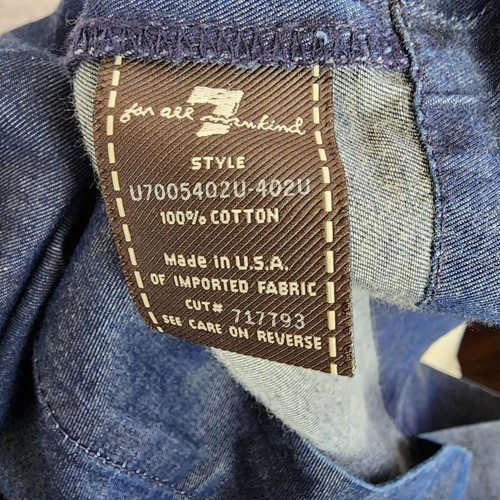 7
for all mankind
STYLE
U7005402U-402U
100% COTTON
Made in U.S.A.
OF IMPORTED FABRIC
CUT# 717793
SEE CARE ON REVERSE